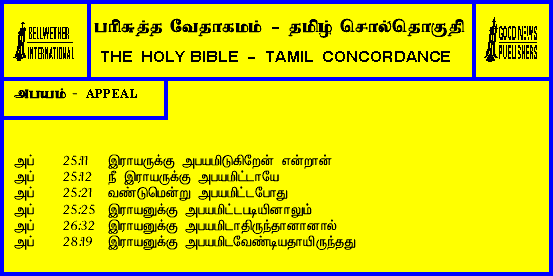 BELLWETHER
INTERNATIONAL
பரிசுத்த வேதாகமம் - தமிழ் சொல்தொகுதி
THE HOLY BIBLE - TAMIL CONCORDANCE
GOOD NEWS
PUBLISHERS
அபயம் - APPEAL
அப் 25:11 இராயருக்கு அபயமிடுகிறேன் என்றான்
அப் 25:12 நீ இராயருக்கு அபயமிட்டாயே
அப் 25:21 வண்டுமென்று அபயமிட்டபோது
அப் 25:25 இராயனுக்கு அபயமிட்டபடியினாலும்
அப் 26:32 இராயனுக்கு அபயமிடாதிருந்தானானால்
அப் 28:19 இராயனுக்கு அபயமிடவேண்டியதாயிருந்தது